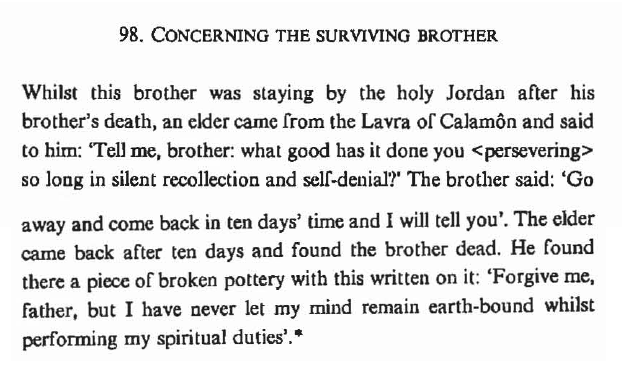 98. CONCERNING THE SURVIVING BROTHER
Whilst this brother was staying by the holy Jordan after his
brother's death, an elder came from the Lavra of Calamôn and said
to him: 'Tell me, brother: what good has it done you <persevering>
so long in silent recollection and self-denial?' The brother said: 'Go
away and come back in ten days' time and I will tell you'. The elder
came back after ten days and found the brother dead. He found
there a piece of broken pottery with this written on it: 'Forgive me,
father, but I have never let my mind remain earth-bound whilst
performing my spiritual duties'.*